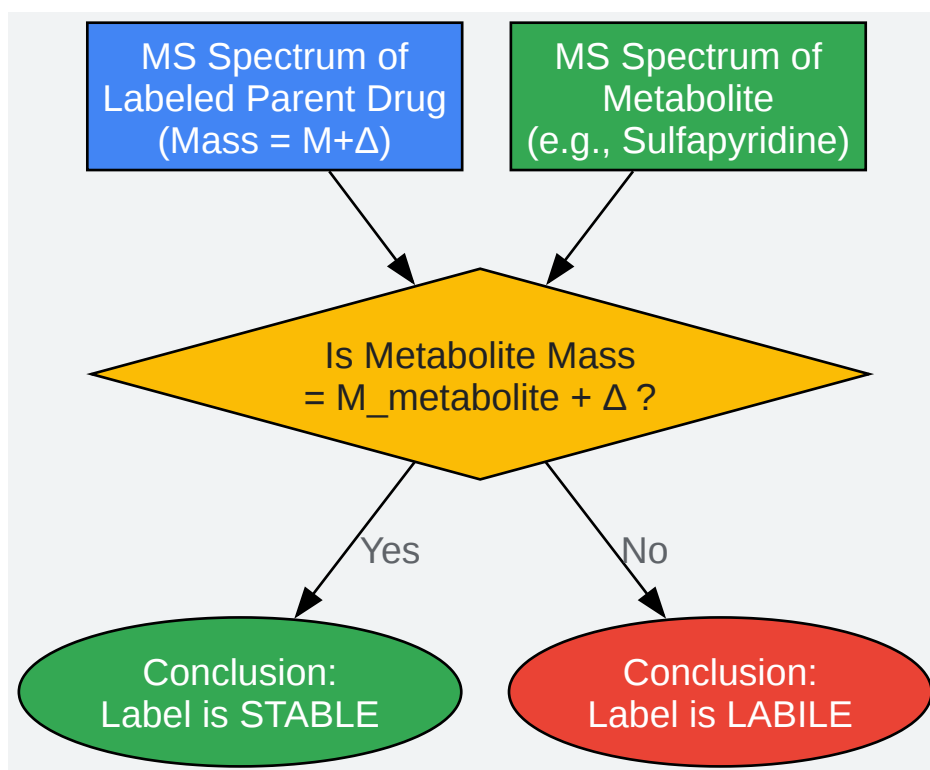 MS Spectrum of
Labeled Parent Drug
(Mass = M+Δ)
MS Spectrum of
Metabolite
(e.g., Sulfapyridine)
Is Metabolite Mass
= M_metabolite + Δ ?
Yes
No
Conclusion:
Label is STABLE
Conclusion:
Label is LABILE